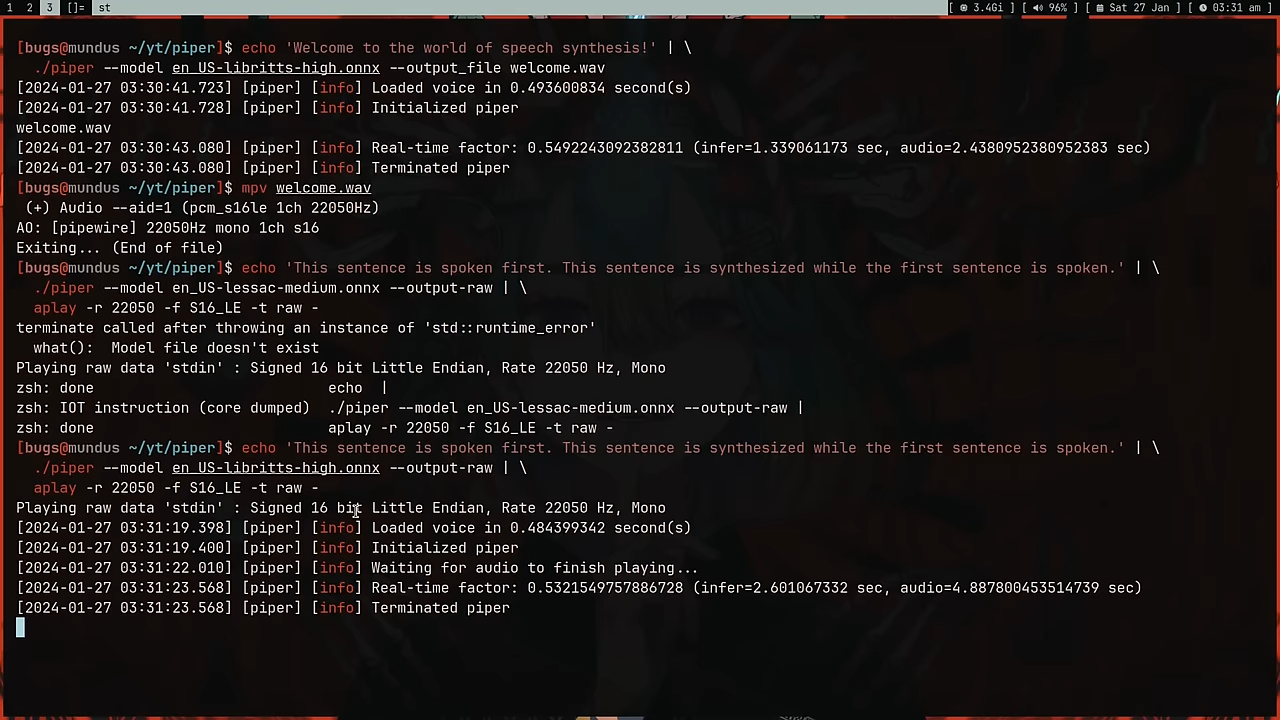 1 2 3 []= st [ 3.4Gi ] [ 96% ] [ Sat 27 Jan ] [ 03:31 am ]
[bugs@mundus ~/yt/piper]$ echo 'Welcome to the world of speech synthesis!' | \
./piper --model en_US-libritts-high.onnx --output_file welcome.wav
[2024-01-27 03:30:41.723] [piper] [info] Loaded voice in 0.493600834 second(s)
[2024-01-27 03:30:41.728] [piper] [info] Initialized piper
welcome.wav
[2024-01-27 03:30:43.080] [piper] [info] Real-time factor: 0.5492243092382811 (infer=1.339061173 sec, audio=2.4380952380952383 sec)
[2024-01-27 03:30:43.080] [piper] [info] Terminated piper
[bugs@mundus ~/yt/piper]$ mpv welcome.wav
(+) Audio --aid=1 (pcm_s16le 1ch 22050Hz)
AO: [pipewire] 22050Hz mono 1ch s16
Exiting... (End of file)
[bugs@mundus ~/yt/piper]$ echo 'This sentence is spoken first. This sentence is synthesized while the first sentence is spoken.' | \
./piper --model en_US-lessac-medium.onnx --output-raw | \
aplay -r 22050 -f S16_LE -t raw -
terminate called after throwing an instance of 'std::runtime_error'
what():  Model file doesn't exist
Playing raw data 'stdin' : Signed 16 bit Little Endian, Rate 22050 Hz, Mono
zsh: done                           echo  |
zsh: IOT instruction (core dumped)  ./piper --model en_US-lessac-medium.onnx --output-raw |
zsh: done                           aplay -r 22050 -f S16_LE -t raw -
[bugs@mundus ~/yt/piper]$ echo 'This sentence is spoken first. This sentence is synthesized while the first sentence is spoken.' | \
./piper --model en_US-libritts-high.onnx --output-raw | \
aplay -r 22050 -f S16_LE -t raw -
Playing raw data 'stdin' : Signed 16 bit Little Endian, Rate 22050 Hz, Mono
[2024-01-27 03:31:19.398] [piper] [info] Loaded voice in 0.484399342 second(s)
[2024-01-27 03:31:19.400] [piper] [info] Initialized piper
[2024-01-27 03:31:22.010] [piper] [info] Waiting for audio to finish playing...
[2024-01-27 03:31:23.568] [piper] [info] Real-time factor: 0.5321549757886728 (infer=2.601067332 sec, audio=4.887800453514739 sec)
[2024-01-27 03:31:23.568] [piper] [info] Terminated piper